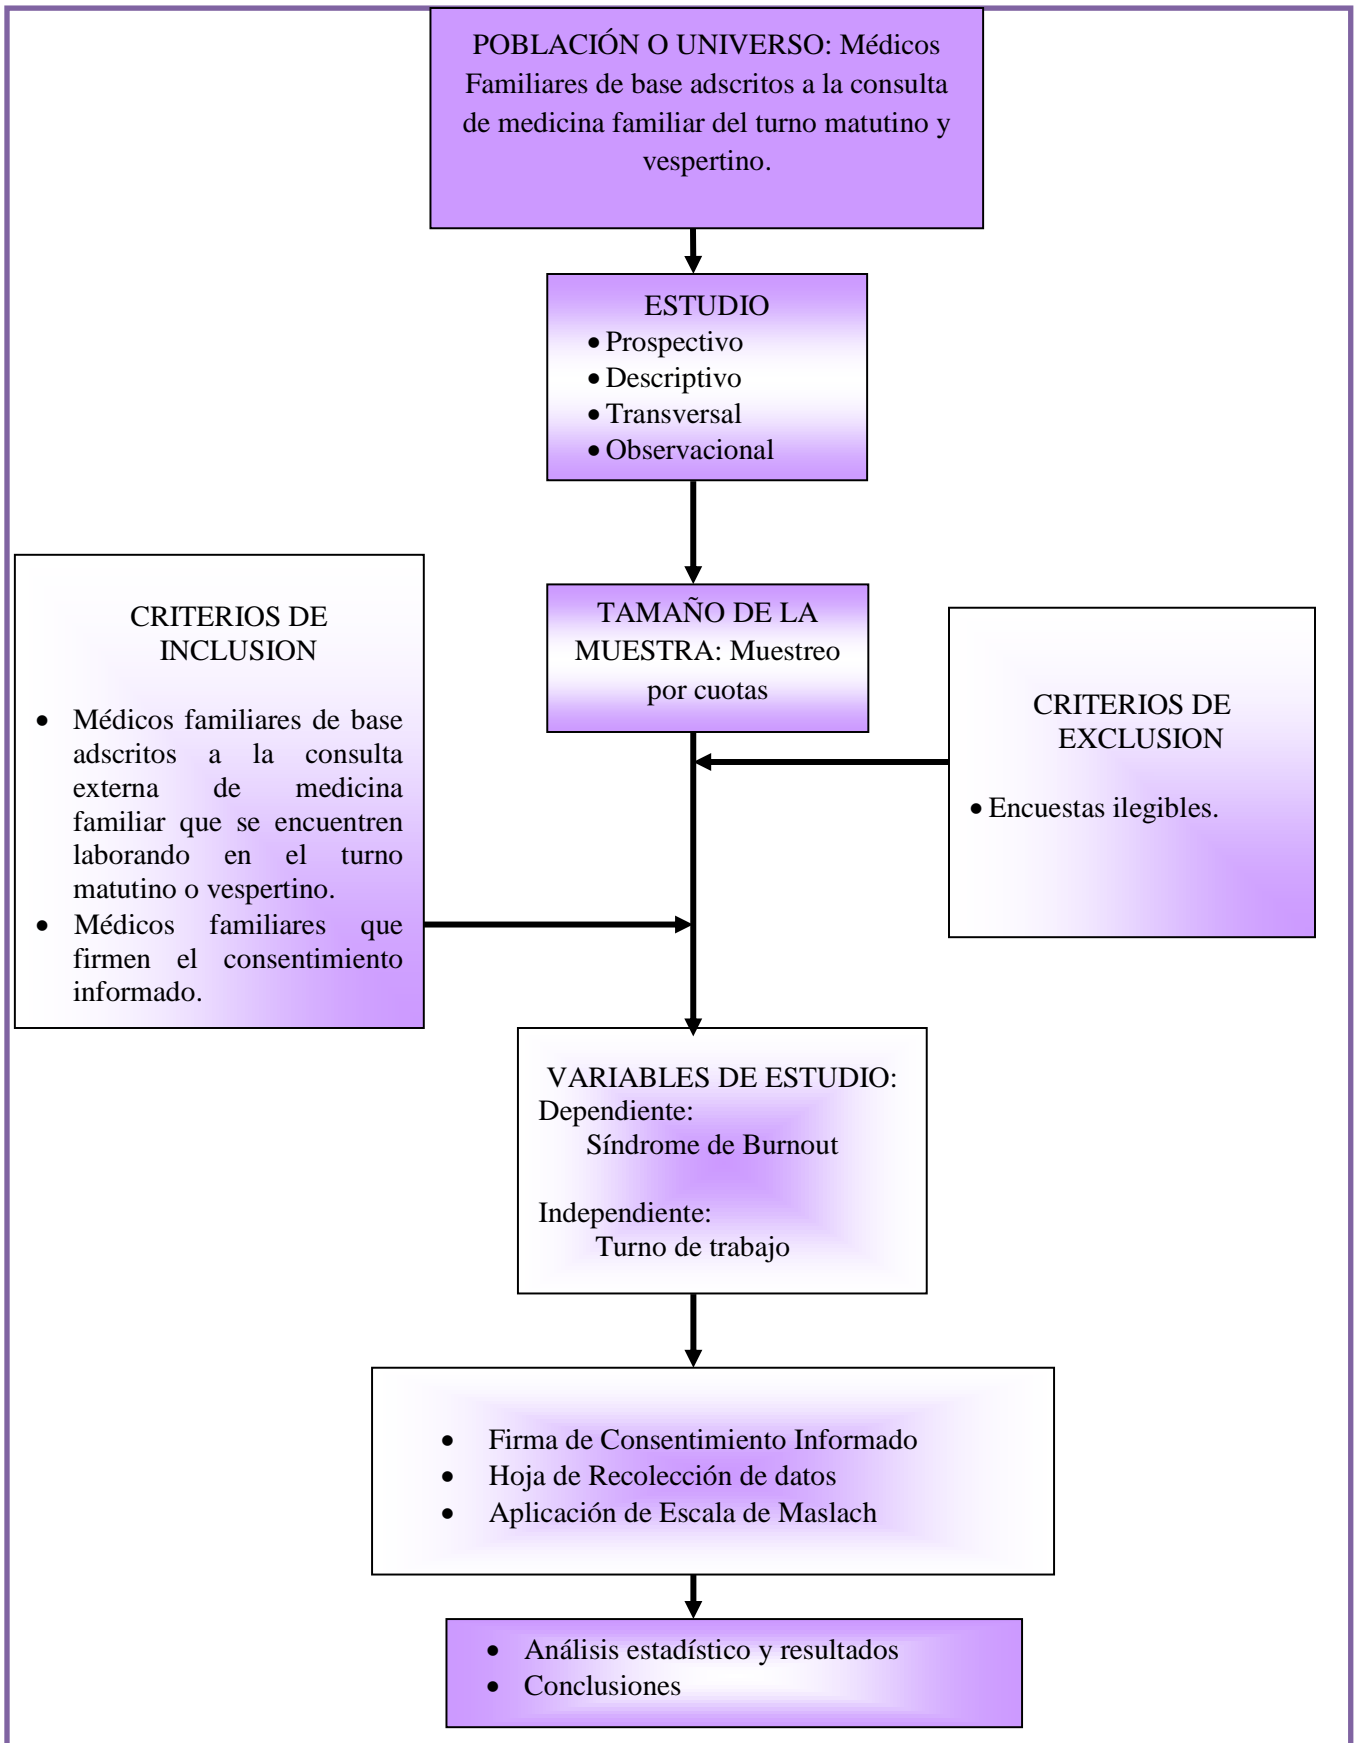 POBLACIÓN O UNIVERSO: Médicos
Familiares de base adscritos a la consulta
de medicina familiar del turno matutino y
vespertino.
ESTUDIO
• Prospectivo
• Descriptivo
• Transversal
• Observacional
CRITERIOS DE
INCLUSION
• Médicos familiares de base
adscritos a la consulta
externa de medicina
familiar que se encuentren
laborando en el turno
matutino o vespertino.
• Médicos familiares que
firmen el consentimiento
informado.
TAMAÑO DE LA
MUESTRA: Muestreo
por cuotas
CRITERIOS DE
EXCLUSION
• Encuestas ilegibles.
VARIABLES DE ESTUDIO:
Dependiente:
Síndrome de Burnout
Independiente:
Turno de trabajo
• Firma de Consentimiento Informado
• Hoja de Recolección de datos
• Aplicación de Escala de Maslach
• Análisis estadístico y resultados
• Conclusiones